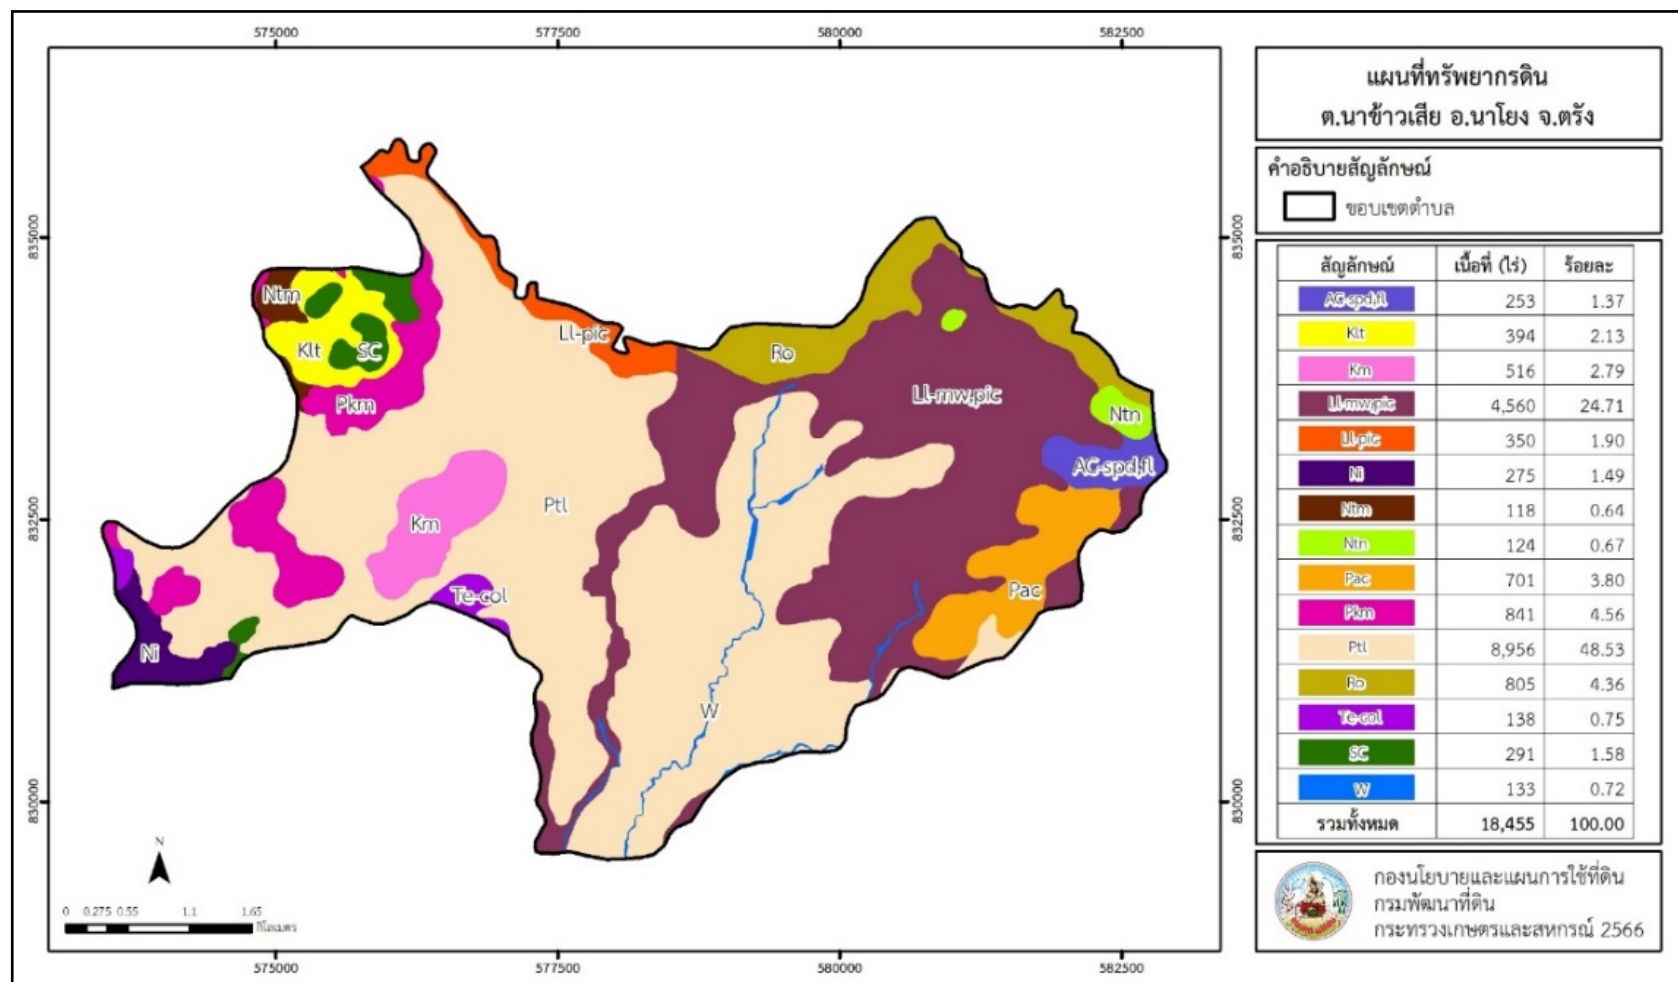 575000 577500 580000 582500
แผนที่ทรัพยากรดิน
ต.นาข้าวเสีย อ.นาโยง จ.ตรัง
คำอธิบายสัญลักษณ์
ขอบเขตตำบล
สัญลักษณ์ เนื้อที่ (ไร่) ร้อยละ
AC-spd,fl 253 1.37
Klt 394 2.13
Km 516 2.79
Ll-mw,pic 4,560 24.71
Ll-pic 350 1.90
Ni 275 1.49
Ntm 118 0.64
Ntn 124 0.67
Pac 701 3.80
Pkm 841 4.56
Ptl 8,956 48.53
Ro 805 4.36
Te-col 138 0.75
SC 291 1.58
W 133 0.72
รวมทั้งหมด 18,455 100.00
กองนโยบายและแผนการใช้ที่ดิน
กรมพัฒนาที่ดิน
กระทรวงเกษตรและสหกรณ์ 2566
835000 835000
Ntm
Ll-pic
Klt SC Ro
Ll-mw,pic
Pkm
Ntn
AC-spd,fl
Ptl
832500 832500
Km
Te-col
Pac
Ni
W
830000 830000
N
0 0.275 0.55 1.1 1.65
กิโลเมตร
575000 577500 580000 582500